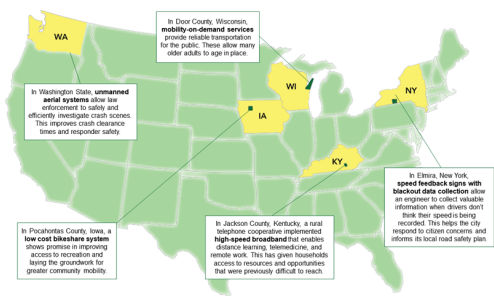 In Door County, Wisconsin,
mobility-on-demand services
provide reliable transportation
for the public. These allow many
older adults to age in place.
WA
In Washington State, unmanned
aerial systems allow law
enforcement to safely and
efficiently investigate crash scenes.
This improves crash clearance
times and responder safety.
WI
NY
IA
KY
In Elmira, New York,
speed feedback signs with
blackout data collection allow
an engineer to collect valuable
information when drivers don't
think their speed is being
recorded. This helps the city
respond to citizen concerns and
informs its local road safety plan.
In Pocahontas County, Iowa, a
low cost bikeshare system
shows promise in improving
access to recreation and
laying the groundwork for
greater community mobility.
In Jackson County, Kentucky, a rural
telephone cooperative implemented
high-speed broadband that enables
distance learning, telemedicine, and
remote work. This has given households
access to resources and opportunities
that were previously difficult to reach.